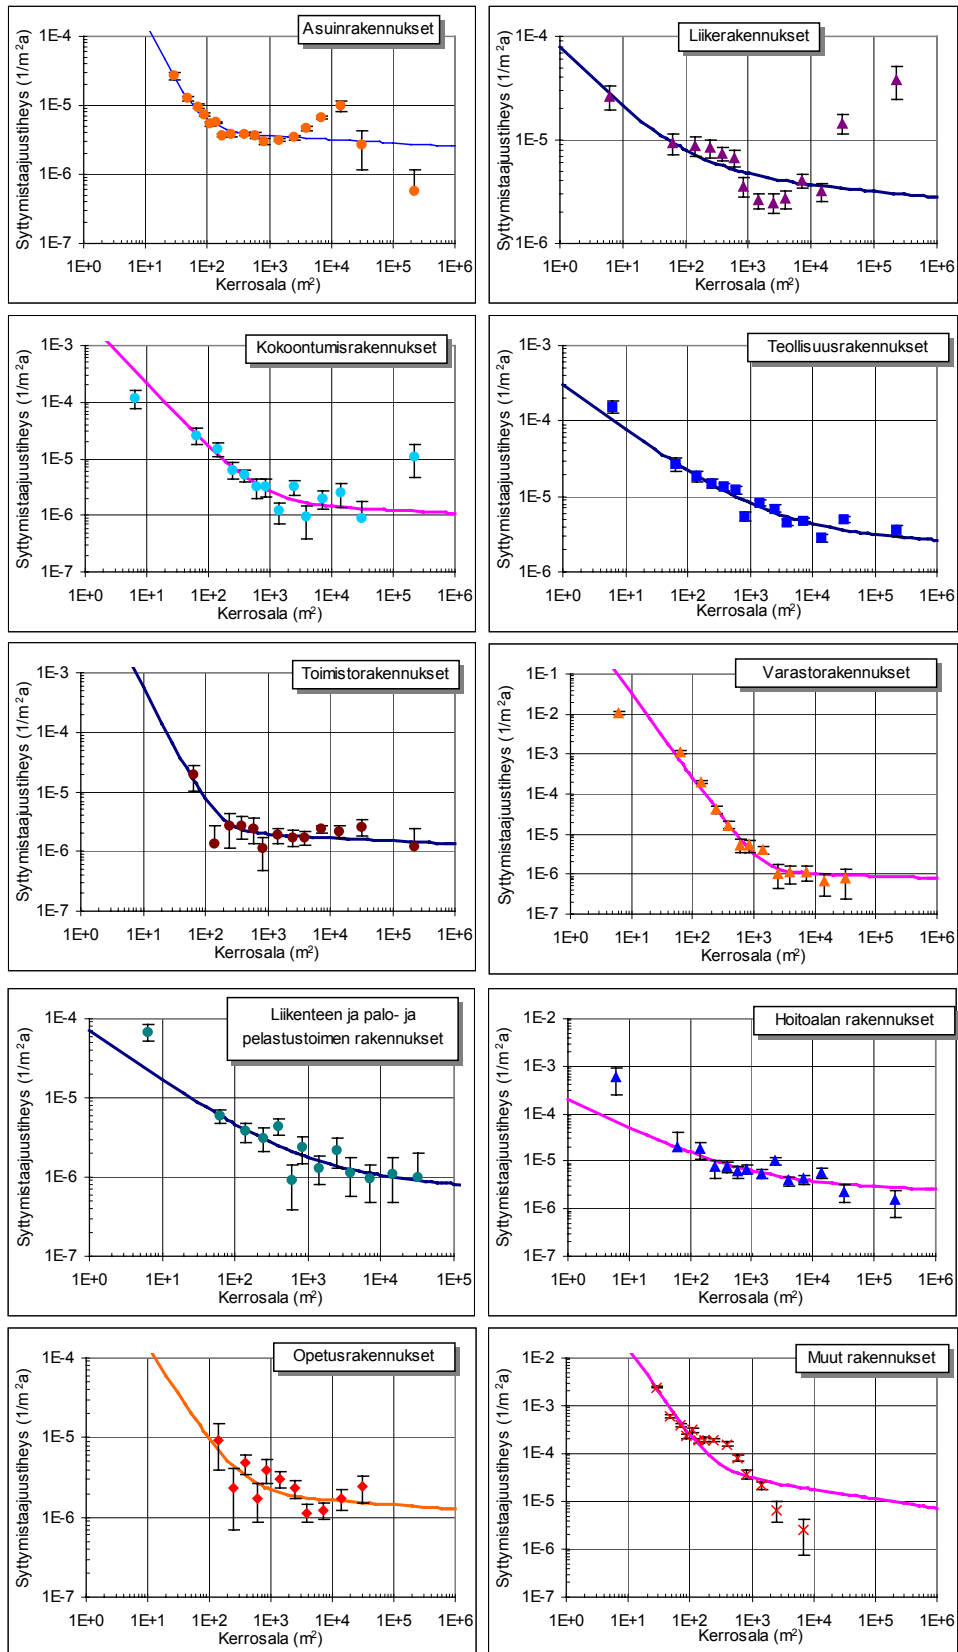 Asuinrakennukset
Syttymistaajuustiheys (1/m²a)
1E-4
1E-5
1E-6
1E-7
1E+0 1E+1 1E+2 1E+3 1E+4 1E+5 1E+6
Kerrosala (m²)
Liikerakennukset
Syttymistaajuustiheys (1/m²a)
1E-4
1E-5
1E-6
1E+0 1E+1 1E+2 1E+3 1E+4 1E+5 1E+6
Kerrosala (m²)
Kokoontumisrakennukset
Syttymistaajuustiheys (1/m²a)
1E-3
1E-4
1E-5
1E-6
1E-7
1E+0 1E+1 1E+2 1E+3 1E+4 1E+5 1E+6
Kerrosala (m²)
Teollisuusrakennukset
Syttymistaajuustiheys (1/m²a)
1E-3
1E-4
1E-5
1E-6
1E+0 1E+1 1E+2 1E+3 1E+4 1E+5 1E+6
Kerrosala (m²)
Toimistorakennukset
Syttymistaajuustiheys (1/m²a)
1E-3
1E-4
1E-5
1E-6
1E-7
1E+0 1E+1 1E+2 1E+3 1E+4 1E+5 1E+6
Kerrosala (m²)
Varastorakennukset
Syttymistaajuustiheys (1/m²a)
1E-1
1E-2
1E-3
1E-4
1E-5
1E-6
1E-7
1E+0 1E+1 1E+2 1E+3 1E+4 1E+5 1E+6
Kerrosala (m²)
Liikenteen ja palo- ja
pelastustoimen rakennukset
Syttymistaajuustiheys (1/m²a)
1E-4
1E-5
1E-6
1E-7
1E+0 1E+1 1E+2 1E+3 1E+4 1E+5
Kerrosala (m²)
Hoitoalan rakennukset
Syttymistaajuustiheys (1/m²a)
1E-2
1E-3
1E-4
1E-5
1E-6
1E-7
1E+0 1E+1 1E+2 1E+3 1E+4 1E+5 1E+6
Kerrosala (m²)
Opetusrakennukset
Syttymistaajuustiheys (1/m²a)
1E-4
1E-5
1E-6
1E-7
1E+0 1E+1 1E+2 1E+3 1E+4 1E+5 1E+6
Kerrosala (m²)
Muut rakennukset
Syttymistaajuustiheys (1/m²a)
1E-2
1E-3
1E-4
1E-5
1E-6
1E-7
1E+0 1E+1 1E+2 1E+3 1E+4 1E+5 1E+6
Kerrosala (m²)